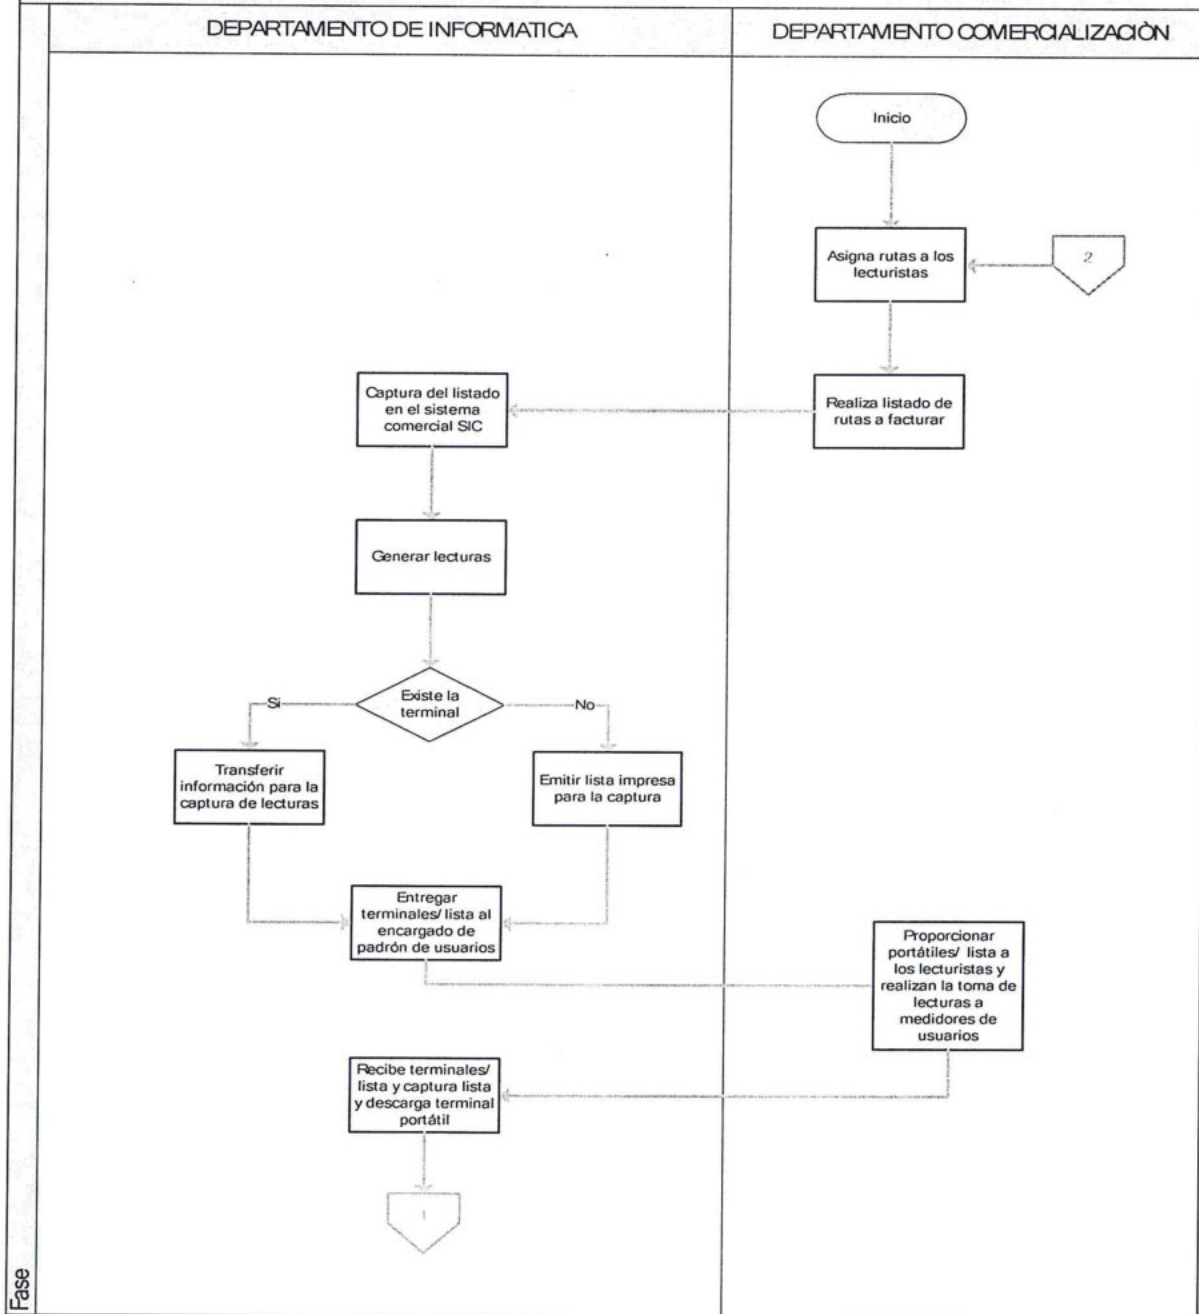 DEPARTAMENTO DE INFORMATICA
DEPARTAMENTO COMERCIALIZACIÒN
Inicio
Asigna rutas a los
lecturistas
2
Realiza listado de
rutas a facturar
Captura del listado
en el sistema
comercial SIC
Generar lecturas
Existe la
terminal
Si
No
Transferir
información para la
captura de lecturas
Emitir lista impresa
para la captura
Entregar
terminales/ lista al
encargado de
padrón de usuarios
Proporcionar
portátiles/ lista a
los lecturistas y
realizan la toma de
lecturas a
medidores de
usuarios
Recibe terminales/
lista y captura lista
y descarga terminal
portátil
1
Fase